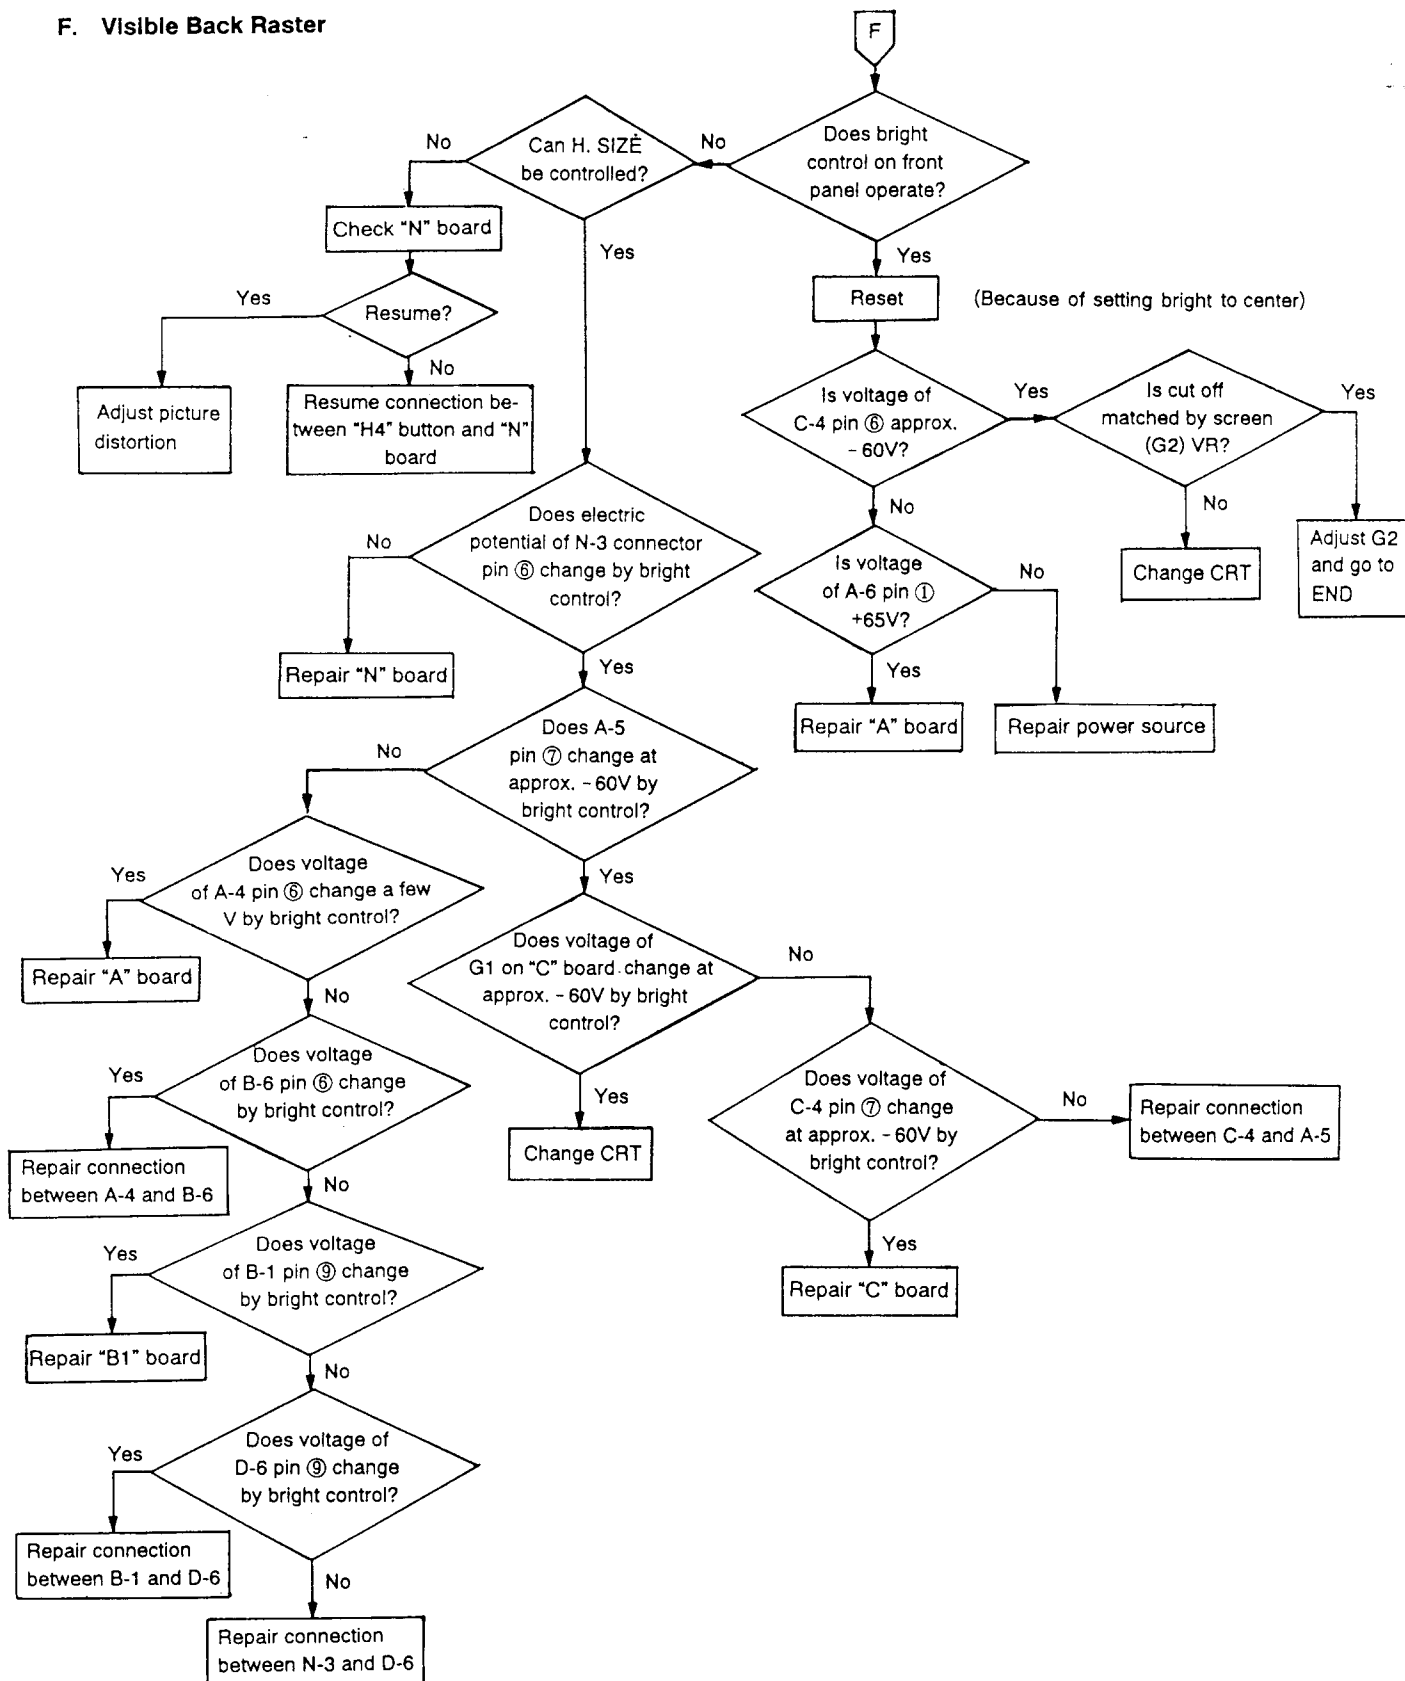 F. Visible Back Raster
F
Does bright
control on front
panel operate?
No
Yes
Can H. SIZE
be controlled?
No
Yes
Check "N" board
Resume?
Yes
No
Adjust picture
distortion
Resume connection be-
tween "H4" button and "N"
board
Reset
(Because of setting bright to center)
Is voltage of
C-4 pin ⑥ approx.
- 60V?
Yes
No
Is cut off
matched by screen
(G2) VR?
Yes
No
Change CRT
Adjust G2
and go to
END
Is voltage
of A-6 pin ①
+65V?
No
Yes
Repair "A" board
Repair power source
Does electric
potential of N-3 connector
pin ⑥ change by bright
control?
No
Yes
Repair "N" board
Does A-5
pin ⑦ change at
approx. - 60V by
bright control?
No
Yes
Does voltage
of A-4 pin ⑥ change a few
V by bright control?
Yes
No
Repair "A" board
Does voltage of
G1 on "C" board change at
approx. - 60V by bright
control?
No
Yes
Change CRT
Does voltage of
C-4 pin ⑦ change
at approx. - 60V by
bright control?
No
Yes
Repair connection
between C-4 and A-5
Repair "C" board
Does voltage
of B-6 pin ⑥ change
by bright control?
Yes
No
Repair connection
between A-4 and B-6
Does voltage
of B-1 pin ⑨ change
by bright control?
Yes
No
Repair "B1" board
Does voltage of
D-6 pin ⑨ change
by bright control?
Yes
No
Repair connection
between B-1 and D-6
Repair connection
between N-3 and D-6